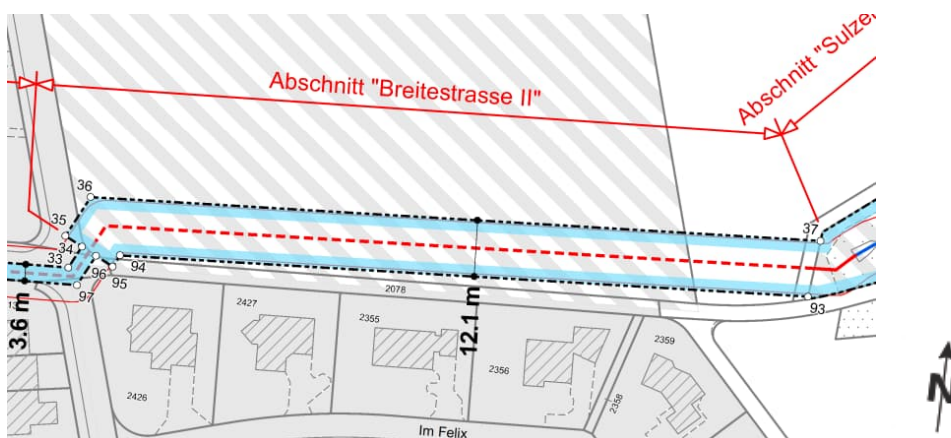 Abschnitt "Breitestrasse II"
Abschnitt "Sulze
36
35
34
33
96
97
95
94
37
93
3.6 m
12.1 m
2078
2427
2355
2359
2356
2426
2358
Im Felix
N